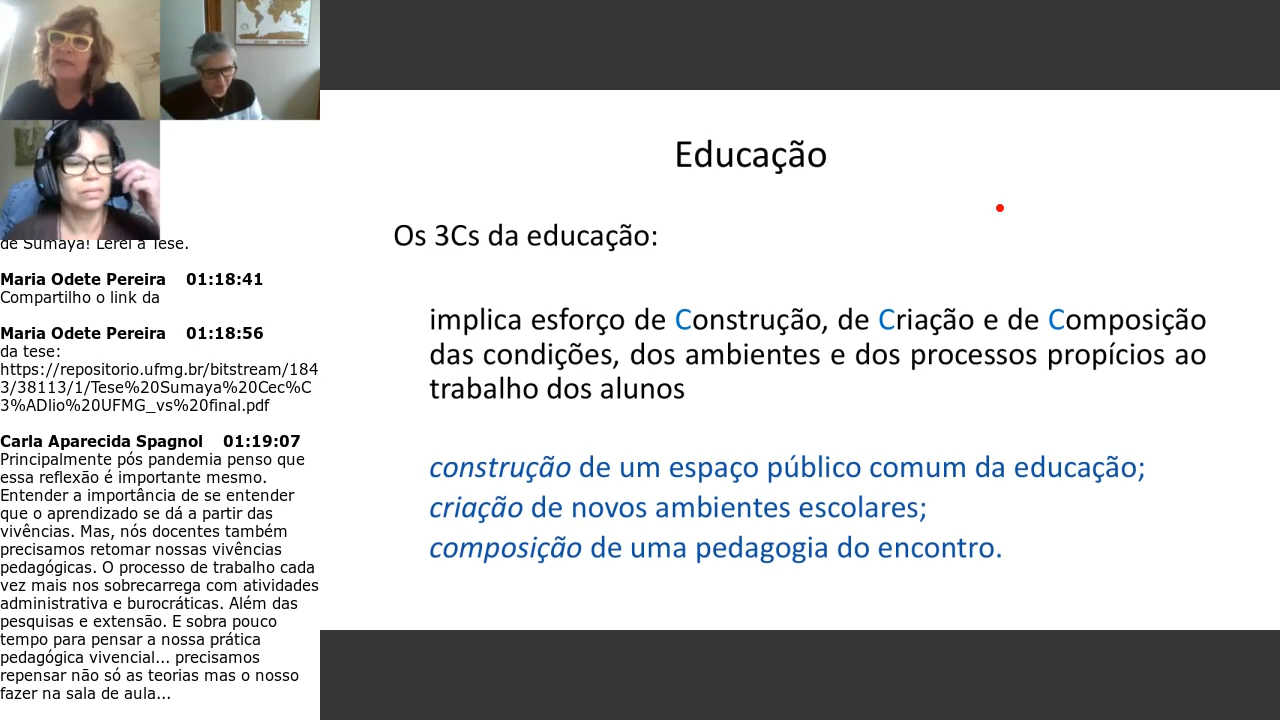 de Sumaya! Lerei a Tese.
Maria Odete Pereira 01:18:41
Compartilho o link da
Maria Odete Pereira 01:18:56
da tese:
https://repositorio.ufmg.br/bitstream/184
3/38113/1/Tese%20Sumaya%20Cec%C
3%ADlio%20UFMG_vs%20final.pdf
Carla Aparecida Spagnol 01:19:07
Principalmente pós pandemia penso que
essa reflexão é importante mesmo.
Entender a importância de se entender
que o aprendizado se dá a partir das
vivências. Mas, nós docentes também
precisamos retomar nossas vivências
pedagógicas. O processo de trabalho cada
vez mais nos sobrecarrega com atividades
administrativa e burocráticas. Além das
pesquisas e extensão. E sobra pouco
tempo para pensar a nossa prática
pedagógica vivencial... precisamos
repensar não só as teorias mas o nosso
fazer na sala de aula...
Educação
Os 3Cs da educação:
implica esforço de Construção, de Criação e de Composição
das condições, dos ambientes e dos processos propícios ao
trabalho dos alunos
construção de um espaço público comum da educação;
criação de novos ambientes escolares;
composição de uma pedagogia do encontro.